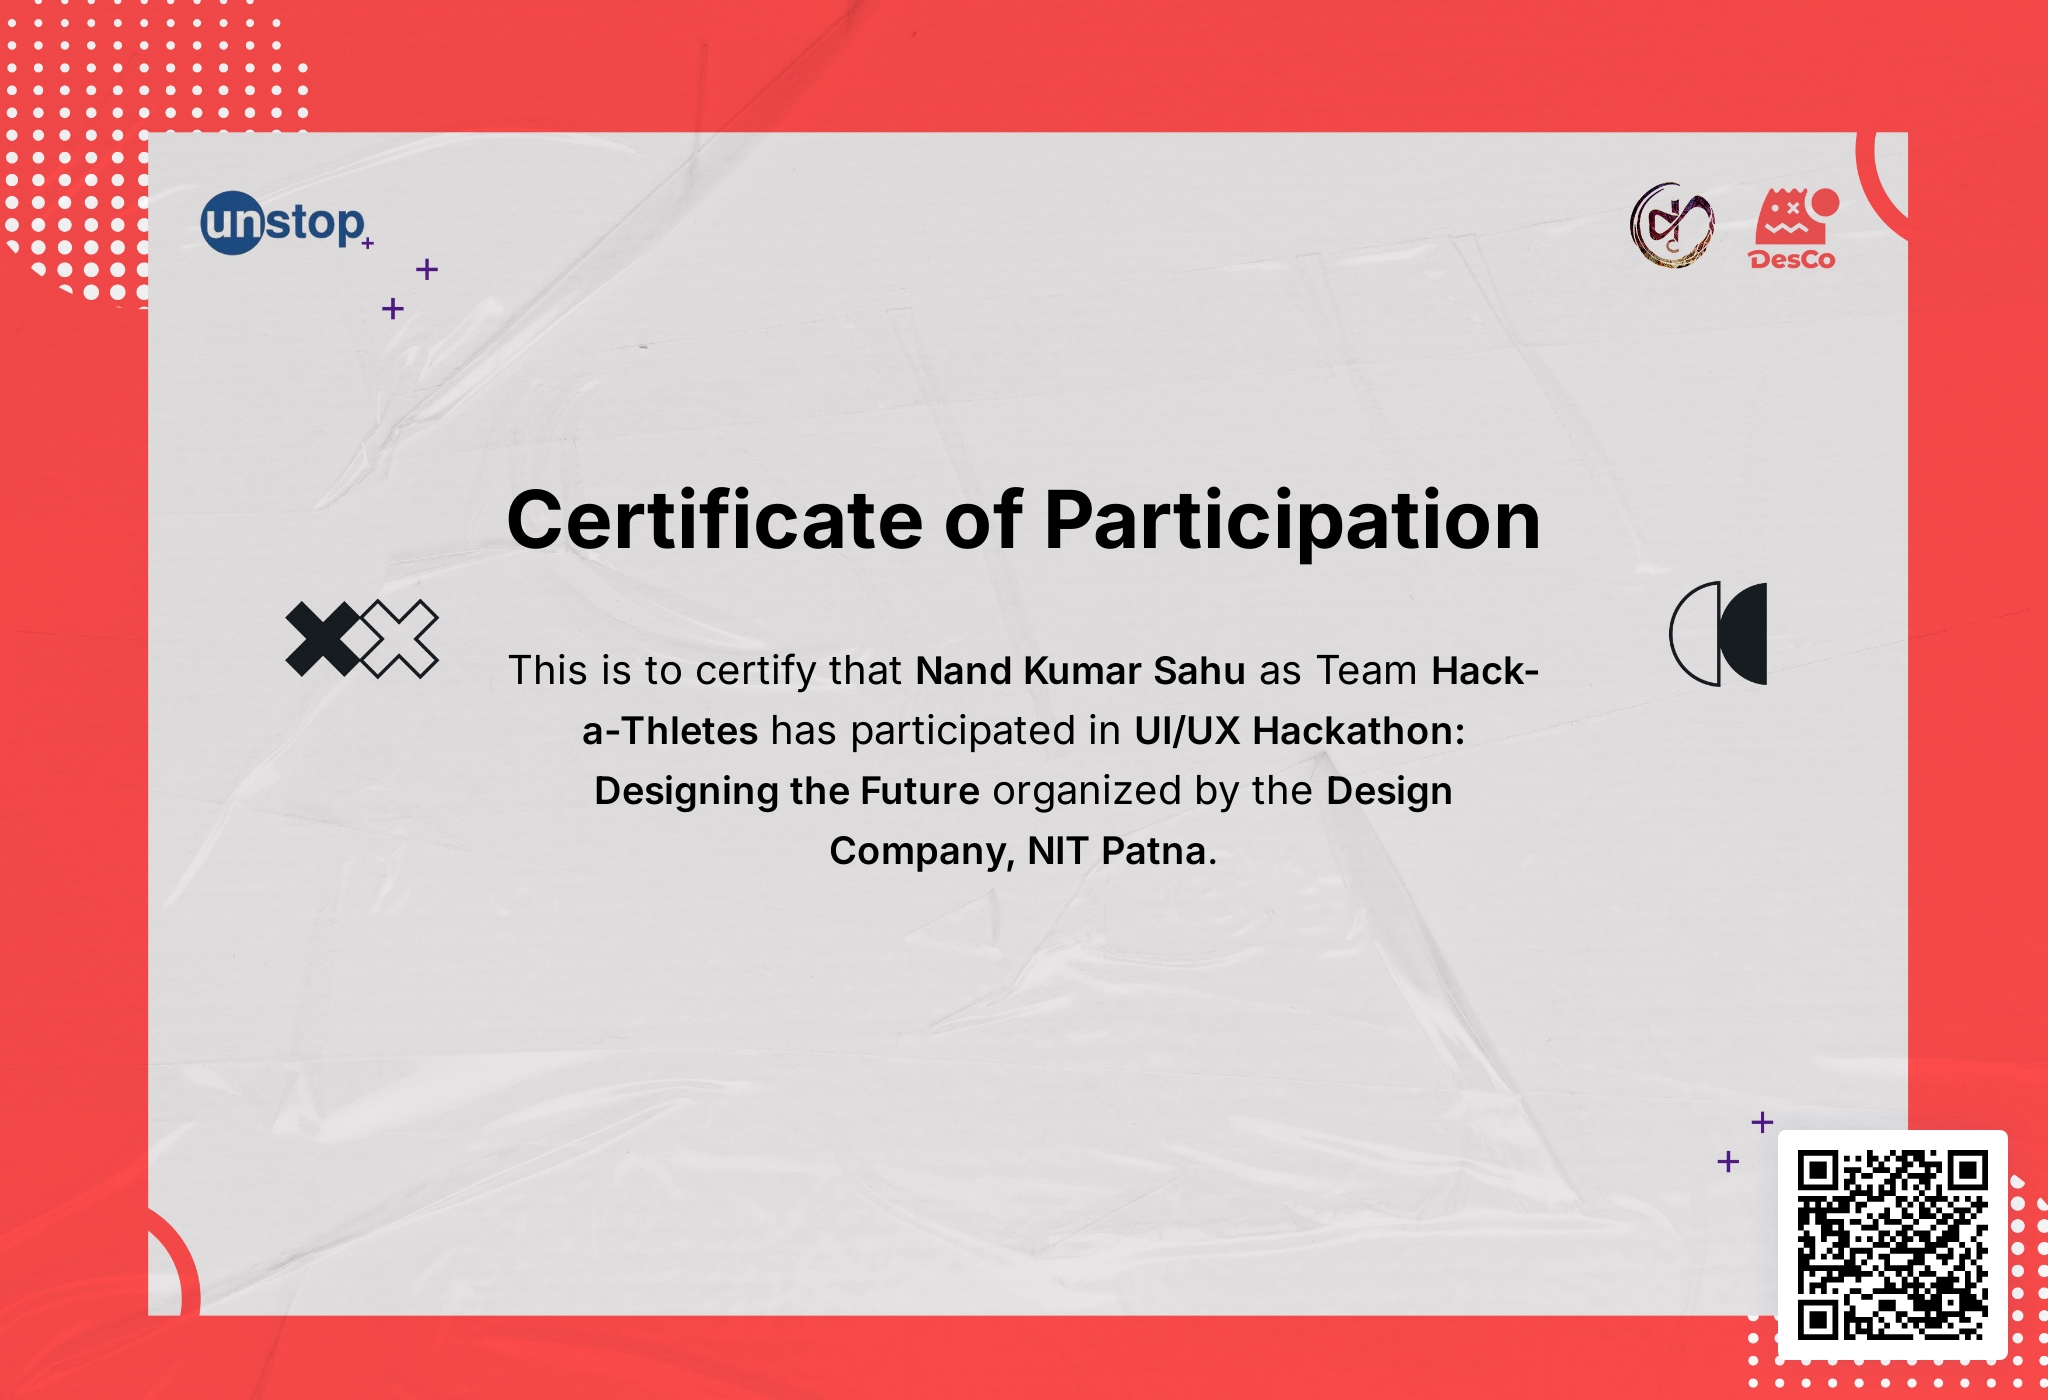 unstop
DesCo
Certificate of Participation
This is to certify that Nand Kumar Sahu as Team Hack-
a-Thletes has participated in UI/UX Hackathon:
Designing the Future organized by the Design
Company, NIT Patna.